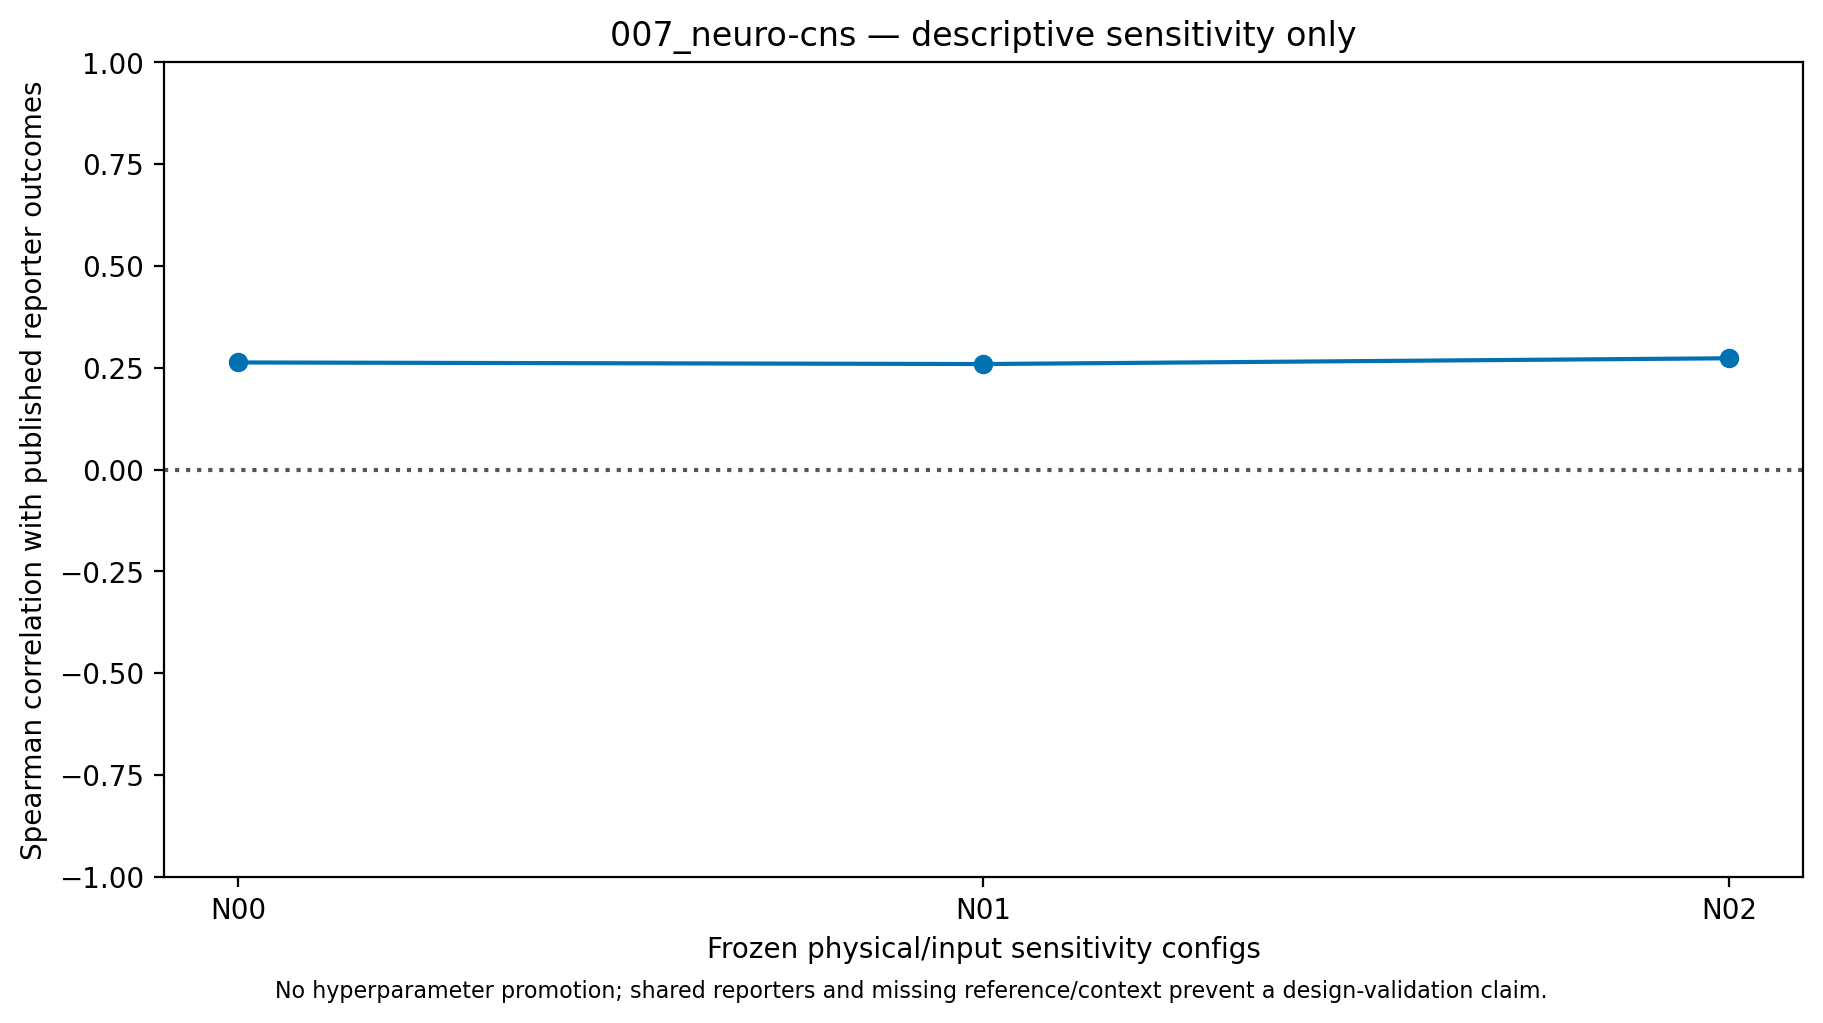 007_neuro-cns — descriptive sensitivity only
Spearman correlation with published reporter outcomes
1.00
0.75
0.50
0.25
0.00
−0.25
−0.50
−0.75
−1.00
N00 N01 N02
Frozen physical/input sensitivity configs
No hyperparameter promotion; shared reporters and missing reference/context prevent a design-validation claim.